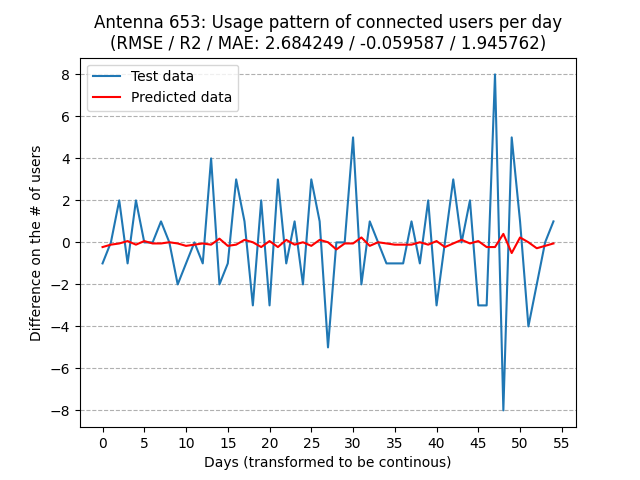 Antenna 653: Usage pattern of connected users per day
(RMSE / R2 / MAE: 2.684249 / -0.059587 / 1.945762)
Test data
Predicted data
Difference on the # of users
8
6
4
2
0
−2
−4
−6
−8
0 5 10 15 20 25 30 35 40 45 50 55
Days (transformed to be continous)